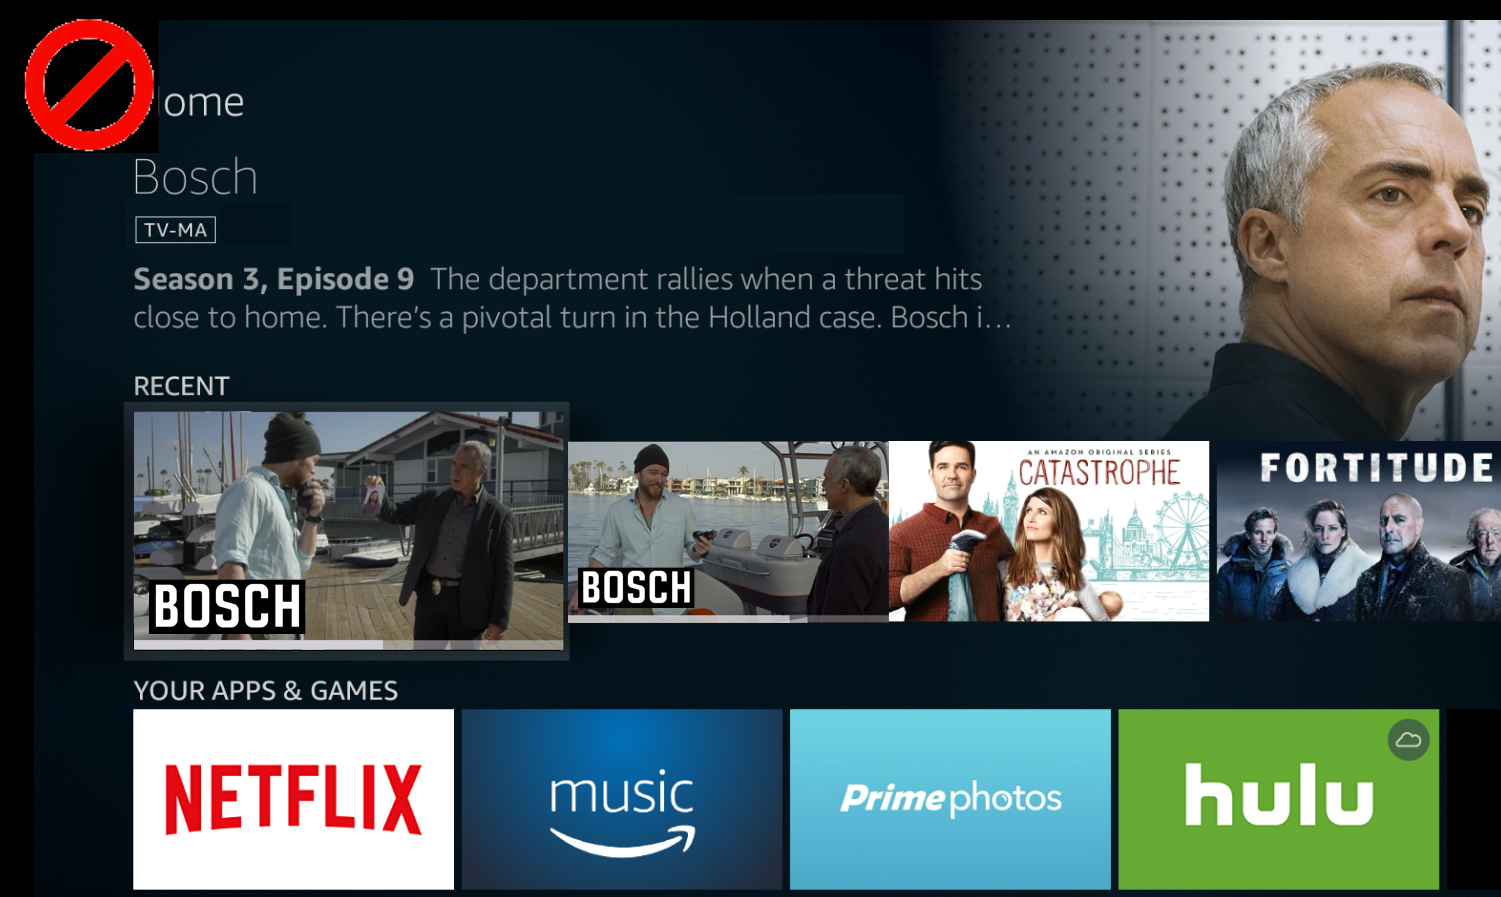 ome
Bosch
TV-MA
Season 3, Episode 9 The department rallies when a threat hits
close to home. There's a pivotal turn in the Holland case. Bosch i...
RECENT
BOSCH
BOSCH
AN AMAZON ORIGINAL SERIES
CATASTROPHE
FORTITUDE
YOUR APPS & GAMES
NETFLIX
music
Prime photos
hulu